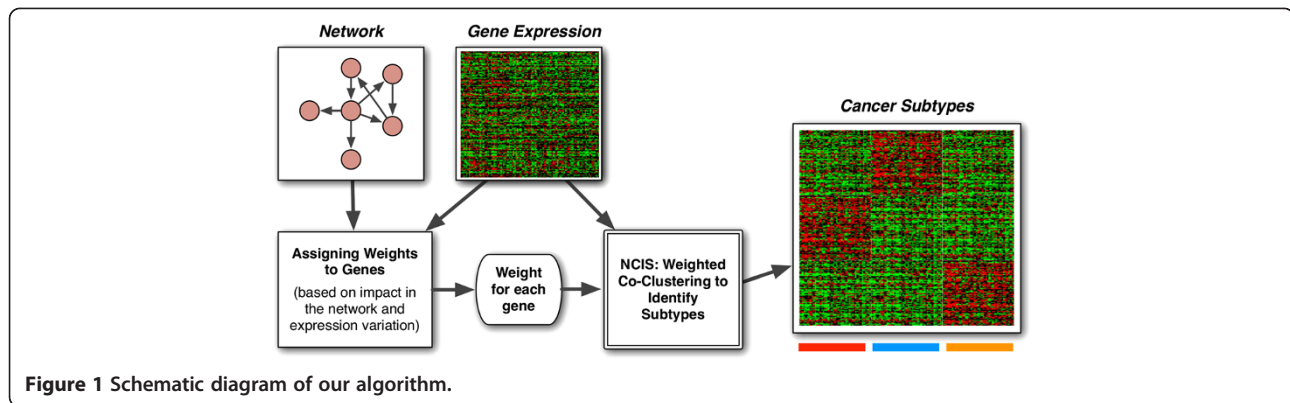 Network
Gene Expression
Cancer Subtypes
Assigning Weights
to Genes
(based on impact in
the network and
expression variation)
Weight
for each
gene
NCIS: Weighted
Co-Clustering to
Identify
Subtypes
Figure 1 Schematic diagram of our algorithm.